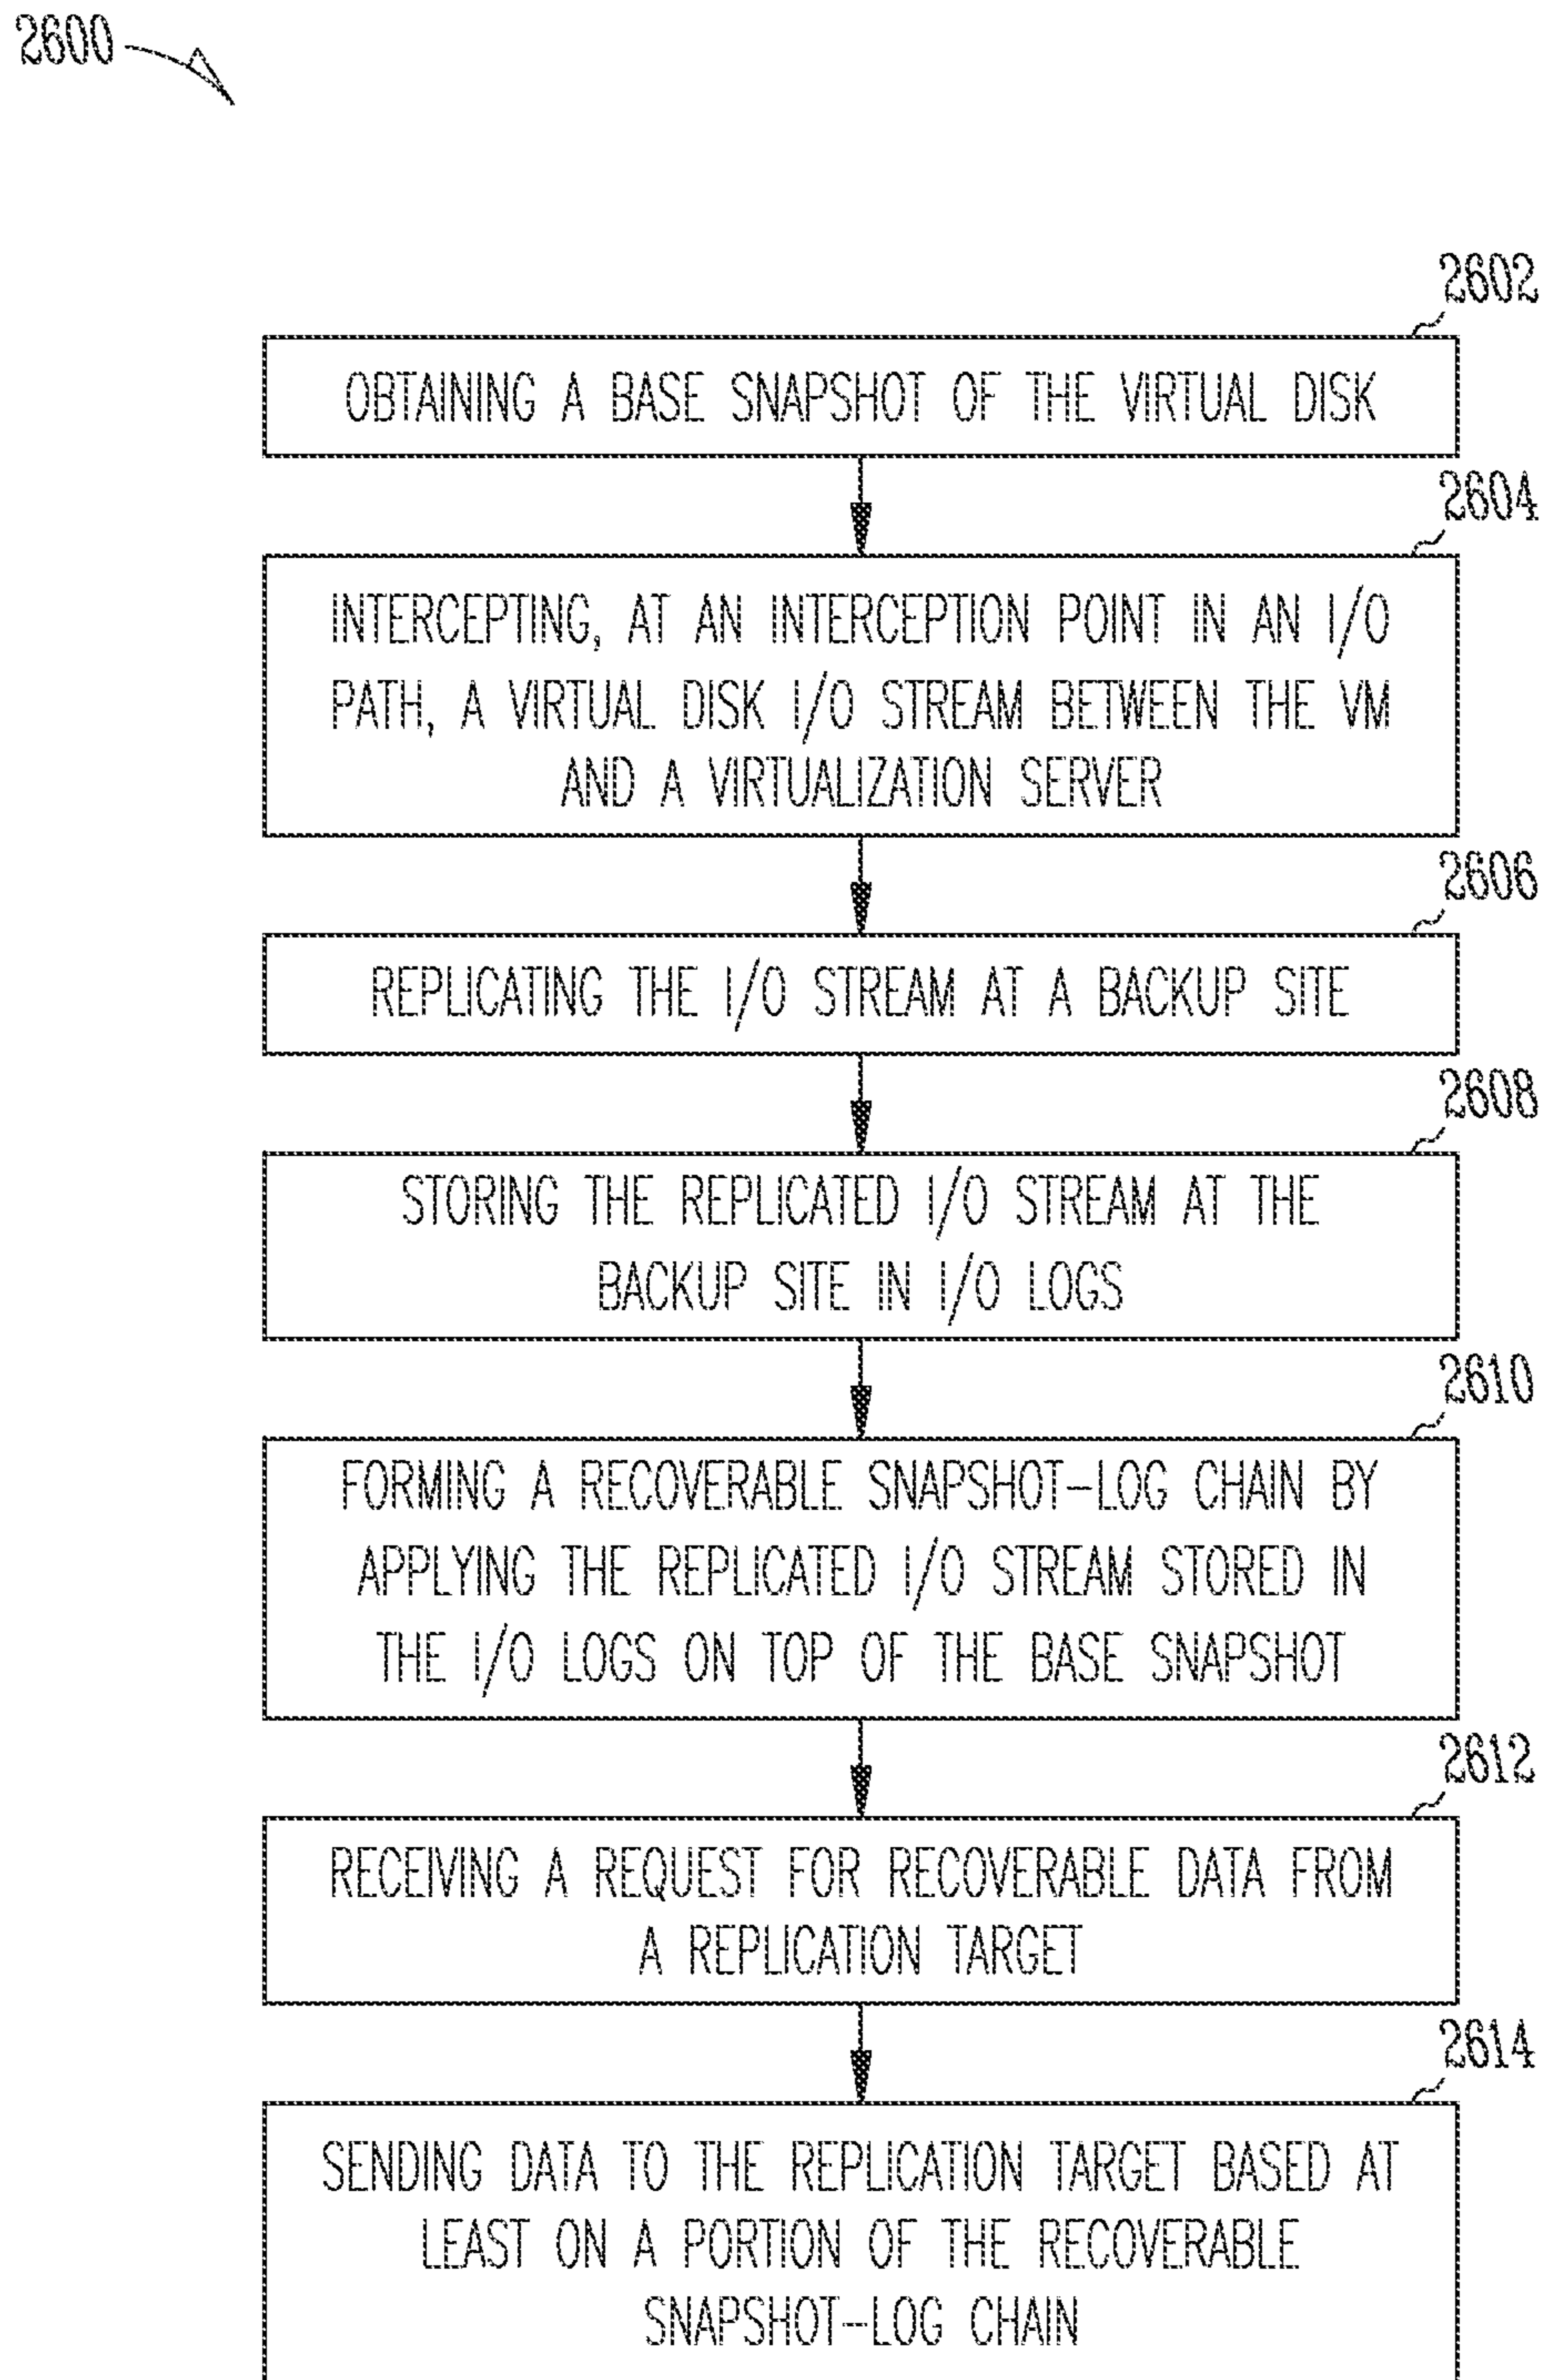 2600
2602
OBTAINING A BASE SNAPSHOT OF THE VIRTUAL DISK
2604
INTERCEPTING, AT AN INTERCEPTION POINT IN AN I/O
PATH, A VIRTUAL DISK I/O STREAM BETWEEN THE VM
AND A VIRTUALIZATION SERVER
2606
REPLICATING THE I/O STREAM AT A BACKUP SITE
2608
STORING THE REPLICATED I/O STREAM AT THE
BACKUP SITE IN I/O LOGS
2610
FORMING A RECOVERABLE SNAPSHOT-LOG CHAIN BY
APPLYING THE REPLICATED I/O STREAM STORED IN
THE I/O LOGS ON TOP OF THE BASE SNAPSHOT
2612
RECEIVING A REQUEST FOR RECOVERABLE DATA FROM
A REPLICATION TARGET
2614
SENDING DATA TO THE REPLICATION TARGET BASED AT
LEAST ON A PORTION OF THE RECOVERABLE
SNAPSHOT-LOG CHAIN